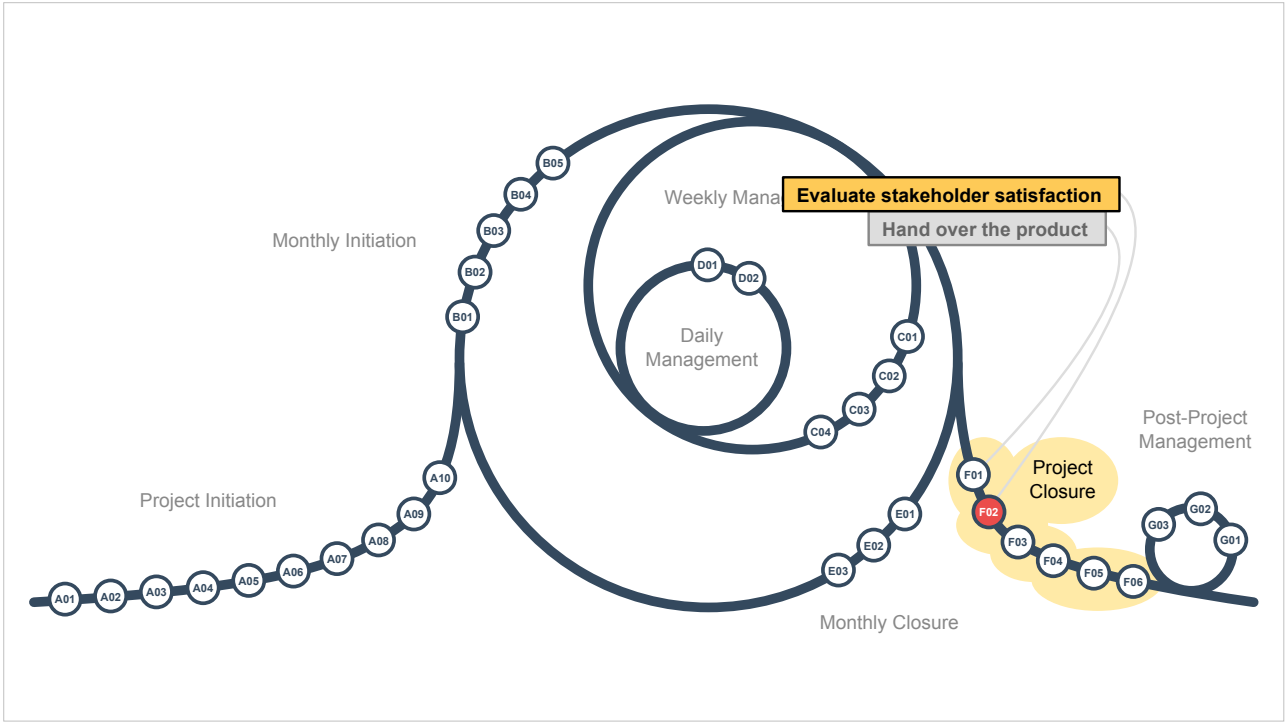 B05
B04
Weekly Mana
Evaluate stakeholder satisfaction
Hand over the product
B03
Monthly Initiation
B02
D01
D02
B01
C01
Daily
Management
C02
C03
C04
Post-Project
Management
Project
Closure
F01
A10
Project Initiation
F02
G02
G03
G01
A09
E01
A08
E02
F03
A07
E03
F04
A06
F05
A05
F06
A04
A03
A02
A01
Monthly Closure